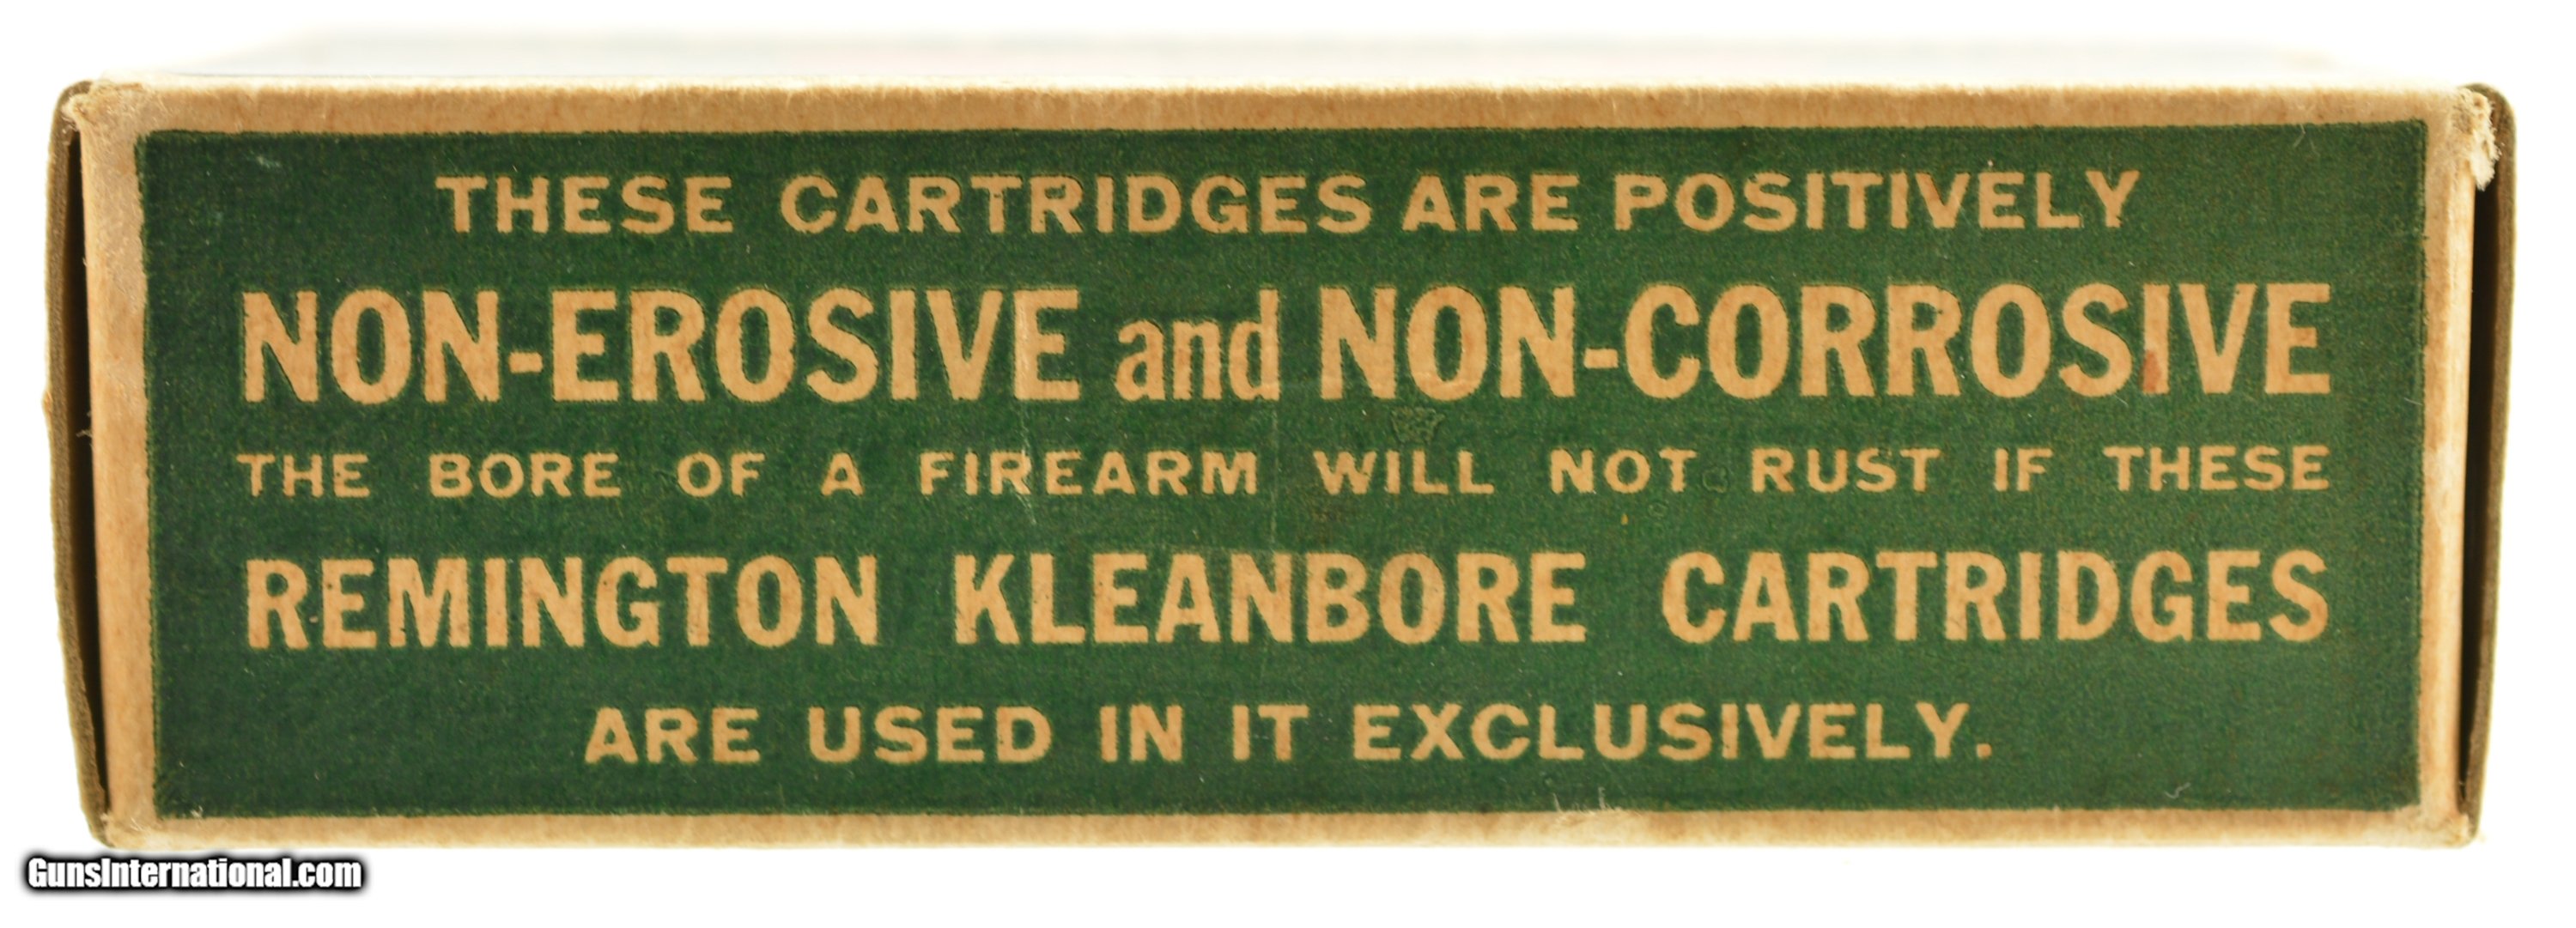 THESE CARTRIDGES ARE POSITIVELY
NON-EROSIVE and NON-CORROSIVE
THE BORE OF A FIREARM WILL NOT RUST IF THESE
REMINGTON KLEANBORE CARTRIDGES
ARE USED IN IT EXCLUSIVELY.
GunsInternational.com